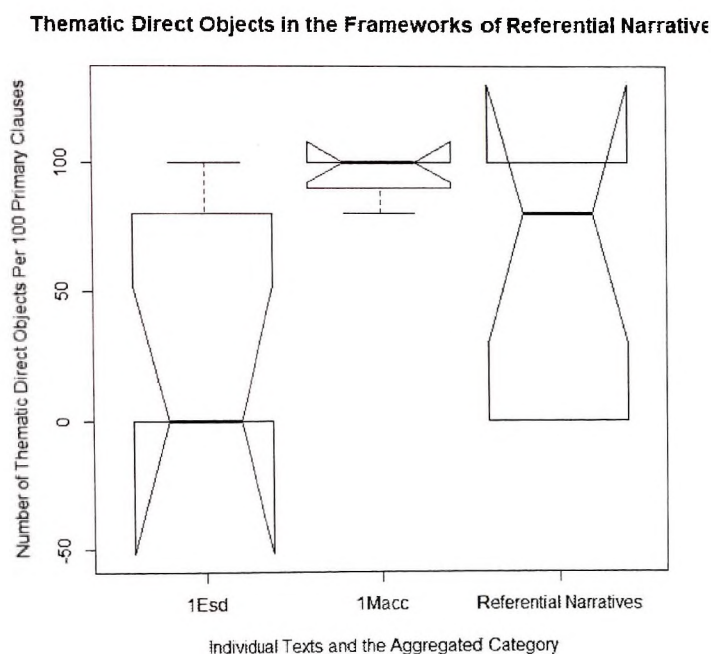 Thematic Direct Objects in the Frameworks of Referential Narrative
Number of Thematic Direct Objects Per 100 Primary Clauses
100
50
0
-50
1Esd
1Macc
Referential Narratives
Individual Texts and the Aggregated Category